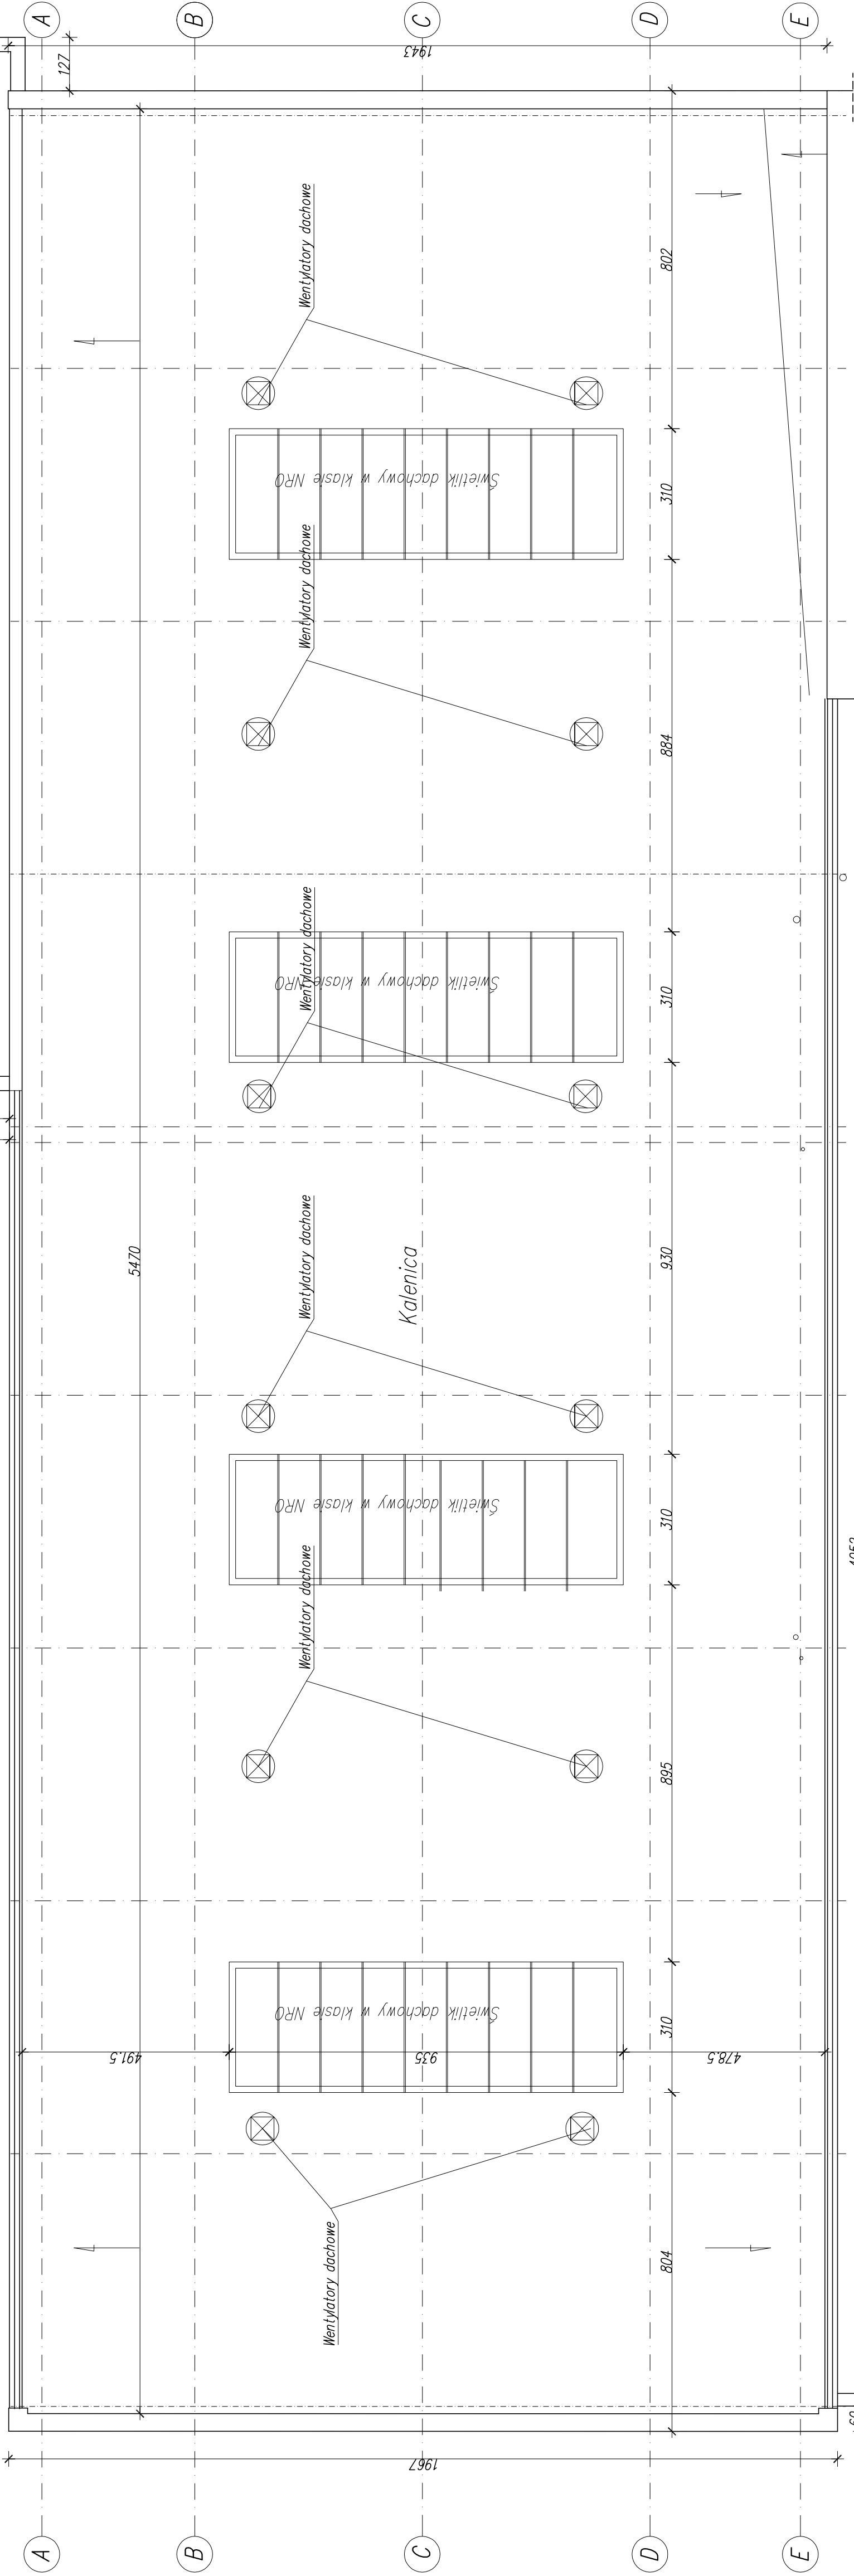 A
B
C
D
E
127
1943
802
Wentylatory dachowe
310
Świetlik dachowy w klasie NRO
Wentylatory dachowe
884
Wentylatory dachowe
310
Świetlik dachowy w klasie NRO
5470
Wentylatory dachowe
Kalenica
930
310
Świetlik dachowy w klasie NRO
Wentylatory dachowe
895
310
Świetlik dachowy w klasie NRO
491.5
935
478.5
Wentylatory dachowe
804
1967
A
B
C
D
E